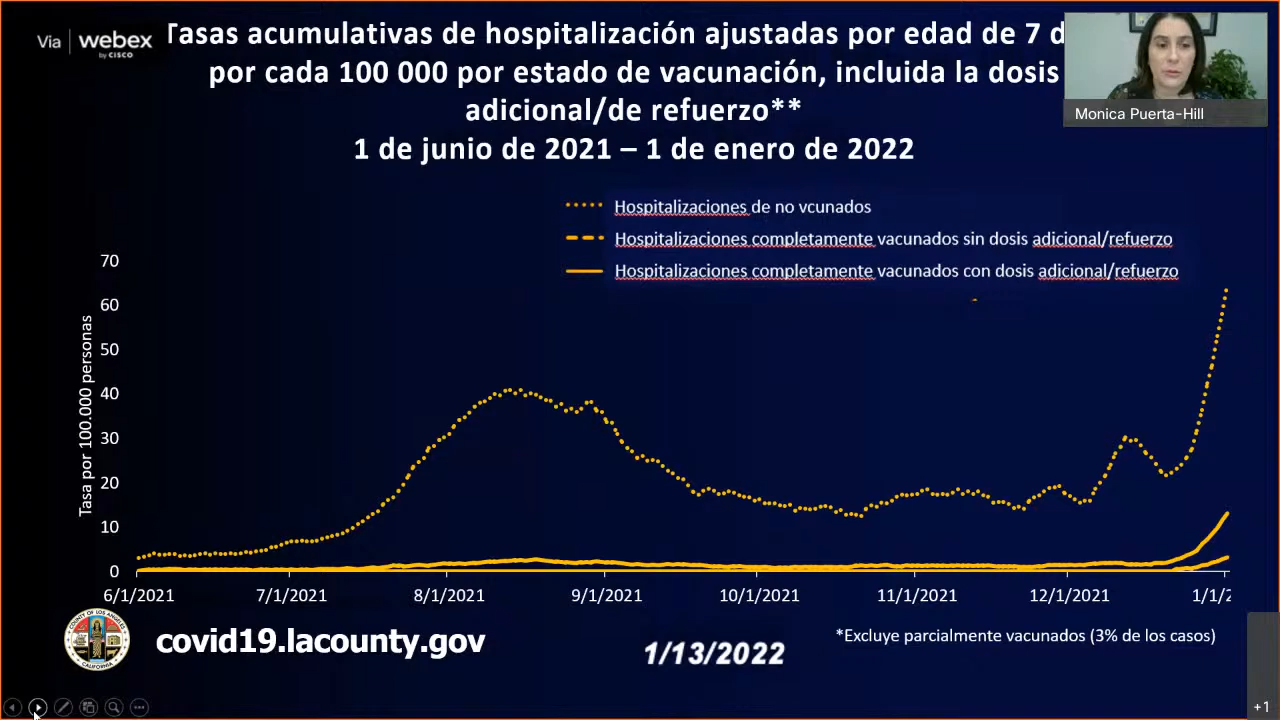 Via webex
by CISCO
Tasas acumulativas de hospitalización ajustadas por edad de 7 d
por cada 100 000 por estado de vacunación, incluida la dosis
adicional/de refuerzo**
1 de junio de 2021 – 1 de enero de 2022
Monica Puerta-Hill
Hospitalizaciones de no vcunados
Hospitalizaciones completamente vacunados sin dosis adicional/refuerzo
Hospitalizaciones completamente vacunados con dosis adicional/refuerzo
Tasa por 100.000 personas
70
60
50
40
30
20
10
0
6/1/2021 7/1/2021 8/1/2021 9/1/2021 10/1/2021 11/1/2021 12/1/2021 1/1/2
COUNTY OF LOS ANGELES
CALIFORNIA
covid19.lacounty.gov
1/13/2022
*Excluye parcialmente vacunados (3% de los casos)
+1